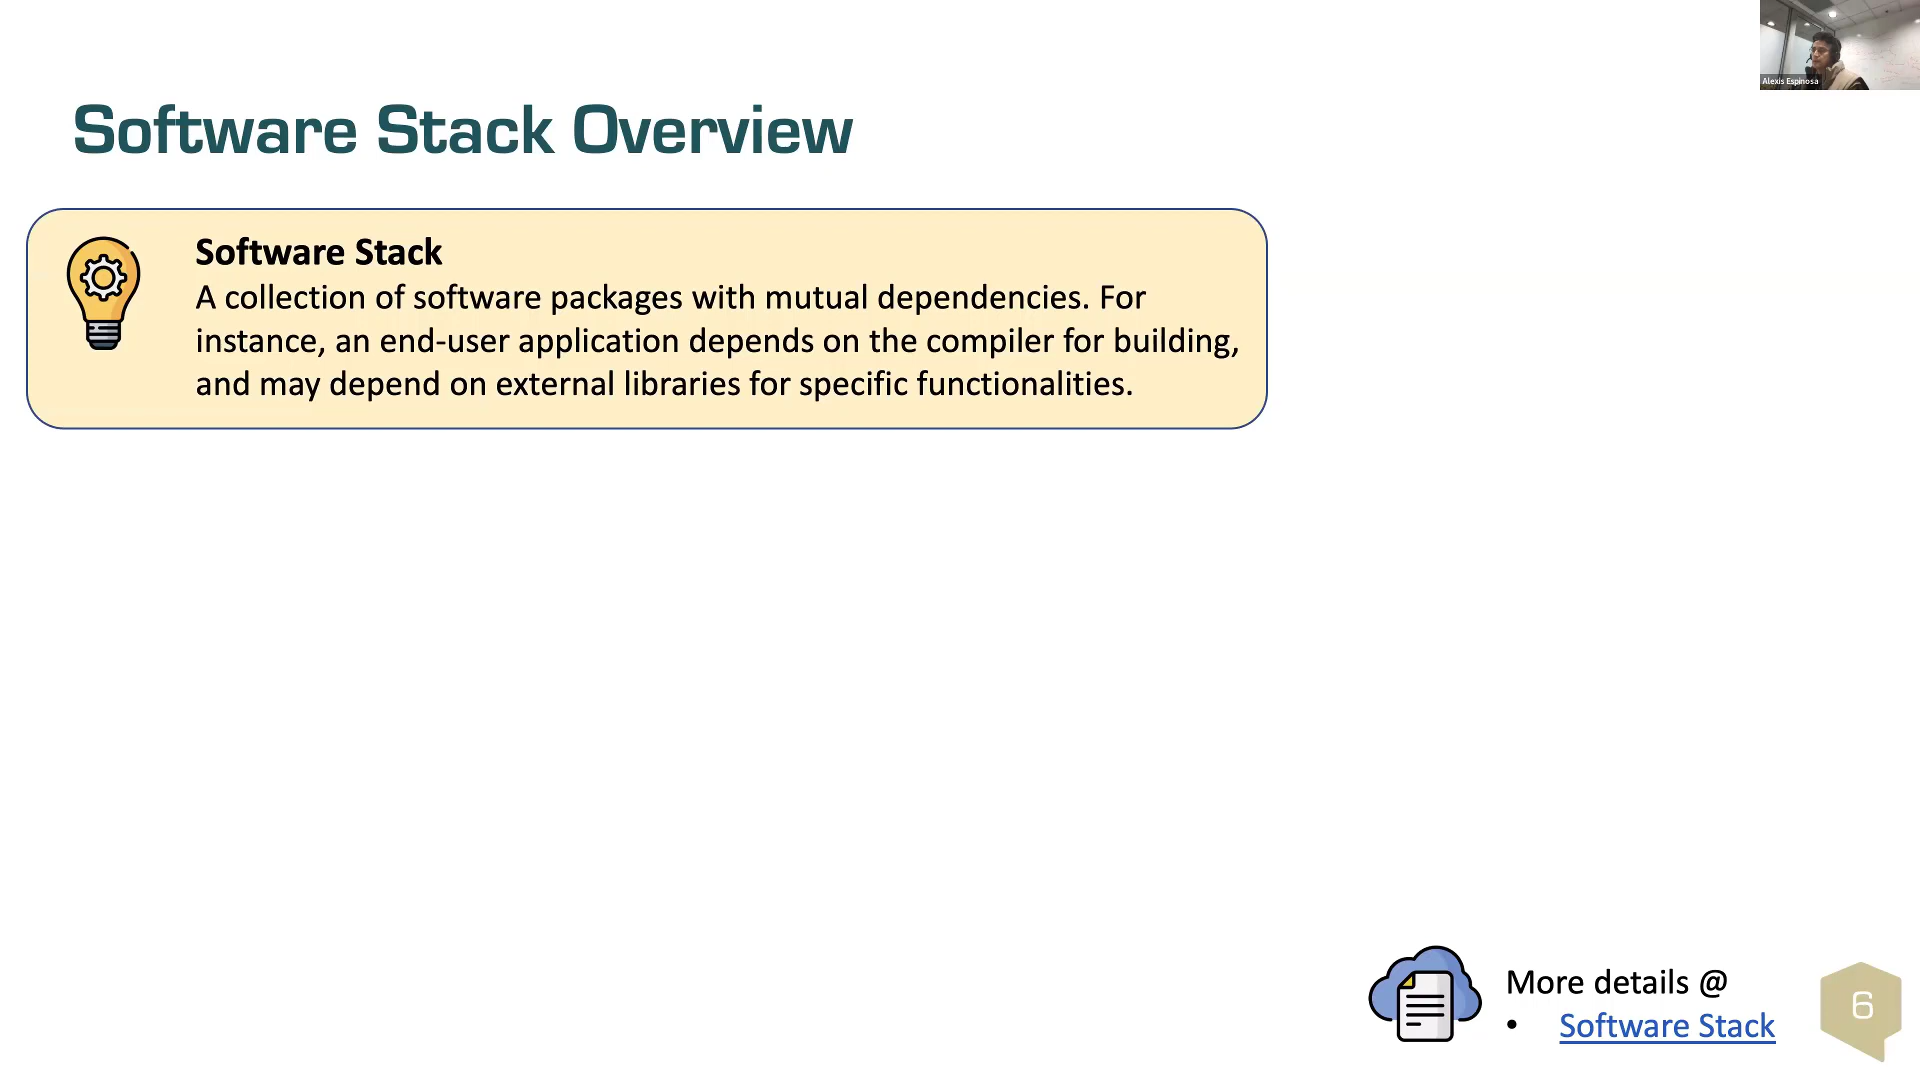 Alexis Espinosa
Software Stack Overview
Software Stack
A collection of software packages with mutual dependencies. For
instance, an end-user application depends on the compiler for building,
and may depend on external libraries for specific functionalities.
More details @
• Software Stack
6